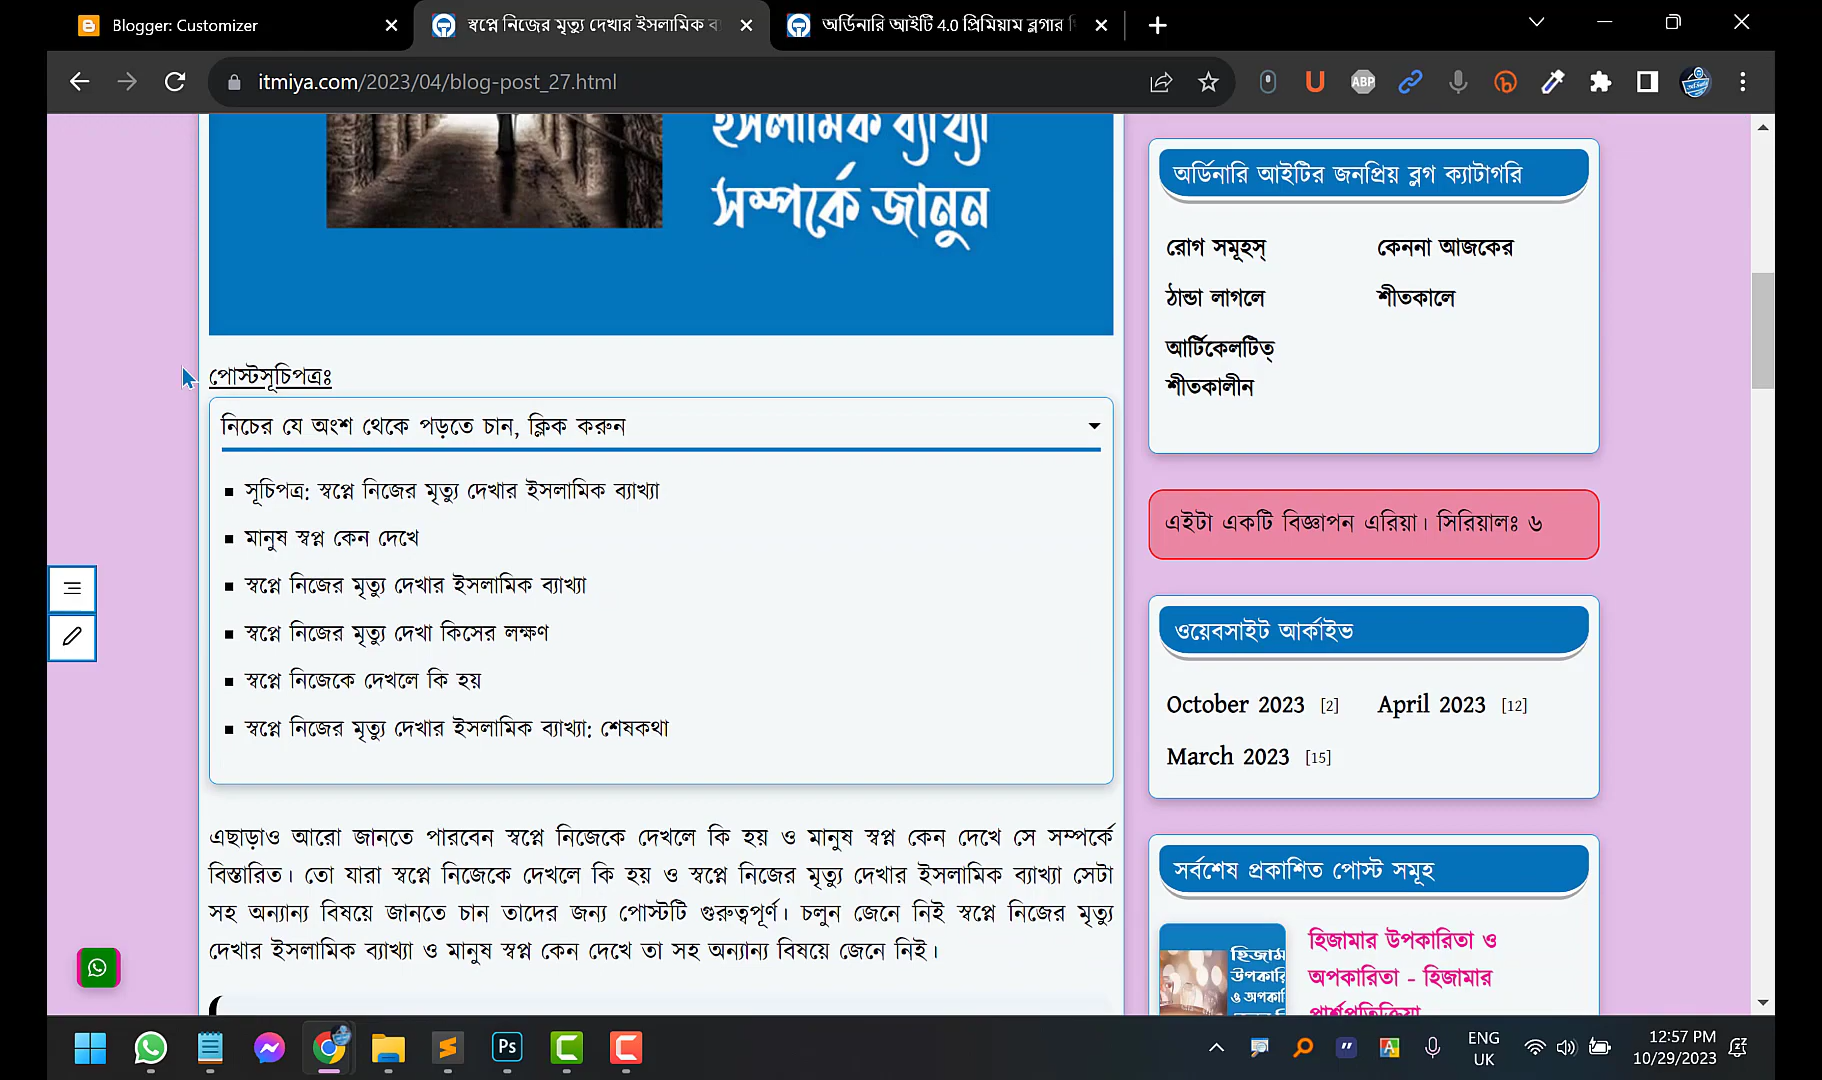 Blogger: Customizer
স্বপ্নে নিজের মৃত্যু দেখার ইসলামিক ব
অর্ডিনারি আইটি 4.0 প্রিমিয়াম ব্লগার
itmiya.com/2023/04/blog-post_27.html
ABP
ইসলামিক ব্যাখ্যা
সম্পর্কে জানুন
পোস্টসূচিপত্রঃ
নিচের যে অংশ থেকে পড়তে চান, ক্লিক করুন
সূচিপত্র: স্বপ্নে নিজের মৃত্যু দেখার ইসলামিক ব্যাখ্যা
মানুষ স্বপ্ন কেন দেখে
স্বপ্নে নিজের মৃত্যু দেখার ইসলামিক ব্যাখ্যা
স্বপ্নে নিজের মৃত্যু দেখা কিসের লক্ষণ
স্বপ্নে নিজেকে দেখলে কি হয়
স্বপ্নে নিজের মৃত্যু দেখার ইসলামিক ব্যাখ্যা: শেষকথা
এছাড়াও আরো জানতে পারবেন স্বপ্নে নিজেকে দেখলে কি হয় ও মানুষ স্বপ্ন কেন দেখে সে সম্পর্কে
বিস্তারিত। তো যারা স্বপ্নে নিজেকে দেখলে কি হয় ও স্বপ্নে নিজের মৃত্যু দেখার ইসলামিক ব্যাখ্যা সেটা
সহ অন্যান্য বিষয়ে জানতে চান তাদের জন্য পোস্টটি গুরুত্বপূর্ণ। চলুন জেনে নিই স্বপ্নে নিজের মৃত্যু
দেখার ইসলামিক ব্যাখ্যা ও মানুষ স্বপ্ন কেন দেখে তা সহ অন্যান্য বিষয়ে জেনে নিই।
অর্ডিনারি আইটির জনপ্রিয় ব্লগ ক্যাটাগরি
রোগ সমূহস্
কেননা আজকের
ঠান্ডা লাগলে
শীতকালে
আর্টিকেলটিত্
শীতকালীন
এইটা একটি বিজ্ঞাপন এরিয়া। সিরিয়ালঃ ৬
ওয়েবসাইট আর্কাইভ
October 2023 [2]
April 2023 [12]
March 2023 [15]
সর্বশেষ প্রকাশিত পোস্ট সমূহ
হিজাম
উপকারি
ও অপকা
হিজামার উপকারিতা ও
অপকারিতা - হিজামার
পার্শ্বপ্রতিক্রিয়া
Ps
ENG
UK
12:57 PM
10/29/2023